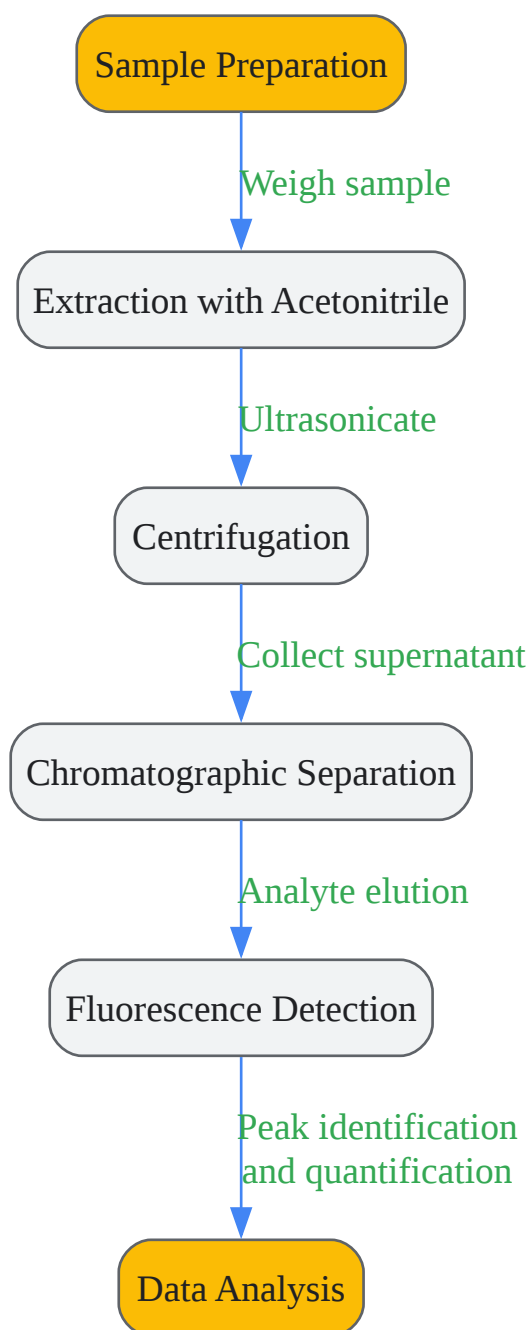 Sample Preparation
Weigh sample
Extraction with Acetonitrile
Ultrasonicate
Centrifugation
Collect supernatant
Chromatographic Separation
Analyte elution
Fluorescence Detection
Peak identification
and quantification
Data Analysis